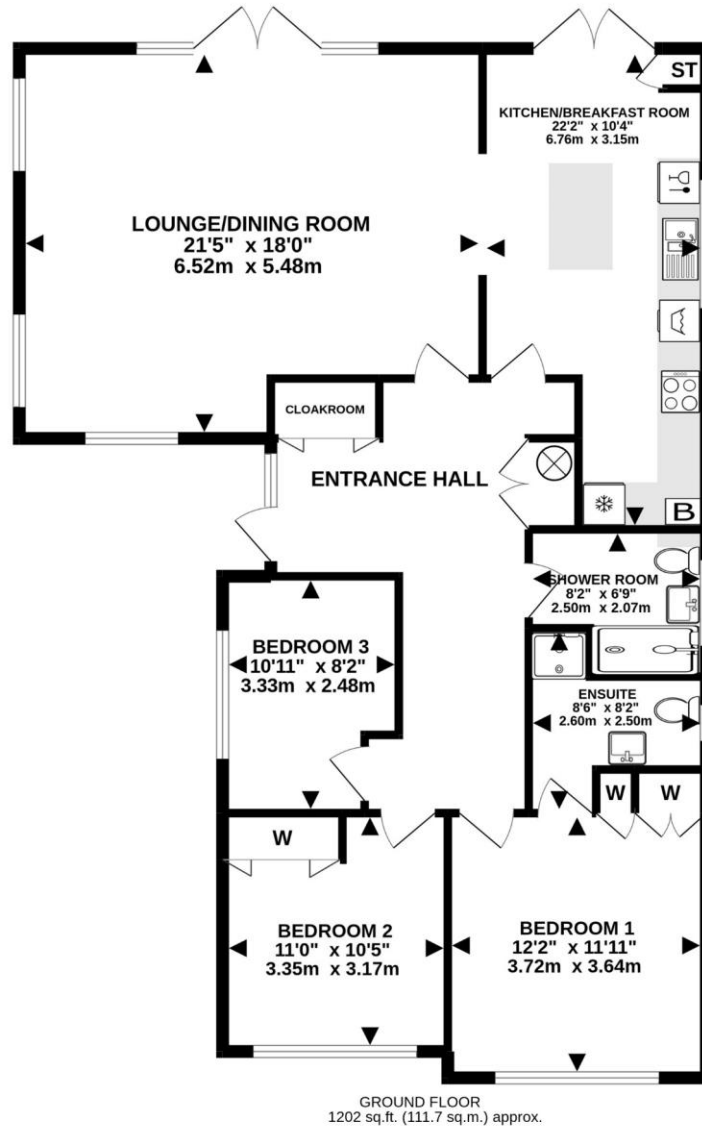 ST
KITCHEN/BREAKFAST ROOM
22'2" x 10'4"
6.76m x 3.15m
LOUNGE/DINING ROOM
21'5" x 18'0"
6.52m x 5.48m
CLOAKROOM
ENTRANCE HALL
B
SHOWER ROOM
8'2" x 6'9"
2.50m x 2.07m
BEDROOM 3
10'11" x 8'2"
3.33m x 2.48m
ENSUITE
8'6" x 8'2"
2.60m x 2.50m
W
W
W
BEDROOM 2
11'0" x 10'5"
3.35m x 3.17m
BEDROOM 1
12'2" x 11'11"
3.72m x 3.64m
GROUND FLOOR
1202 sq.ft. (111.7 sq.m.) approx.